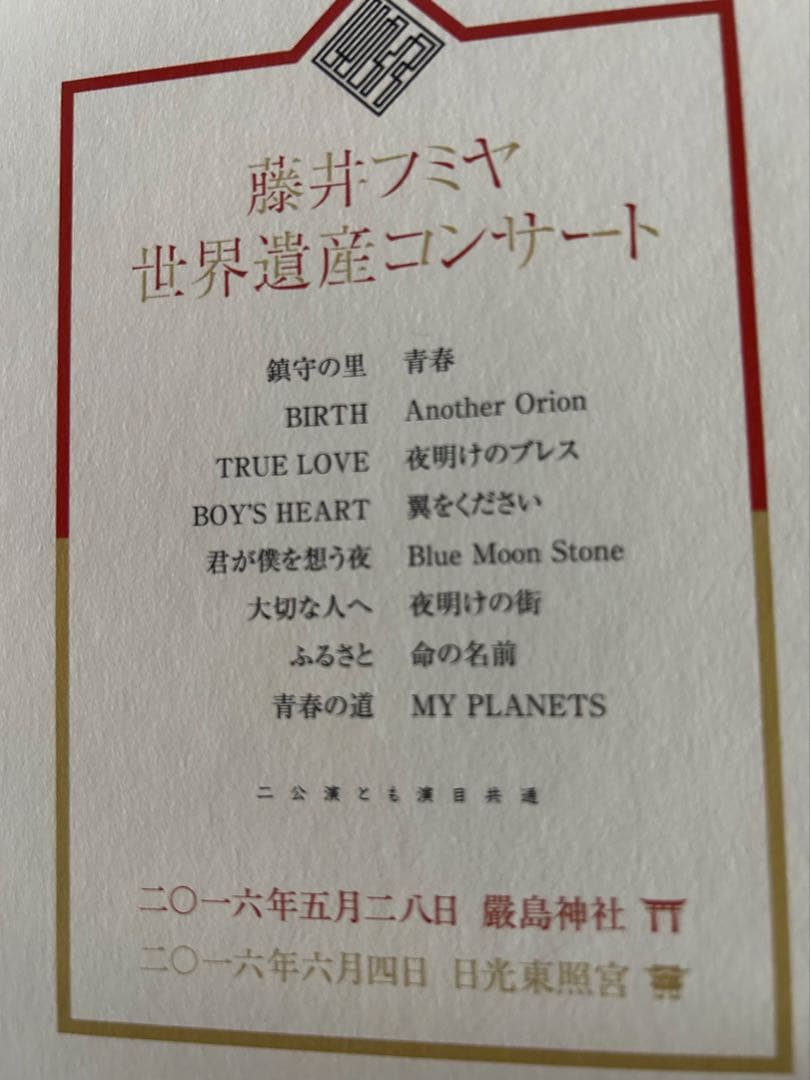 藤井フミヤ
世界遺産コンサート
鎮守の里 青春
BIRTH Another Orion
TRUE LOVE 夜明けのブレス
BOY'S HEART 翼をください
君が僕を想う夜 Blue Moon Stone
大切な人へ 夜明けの街
ふるさと 命の名前
青春の道 MY PLANETS
二公演とも演目共通
二〇一六年五月二八日 嚴島神社
二〇一六年六月四日 日光東照宮